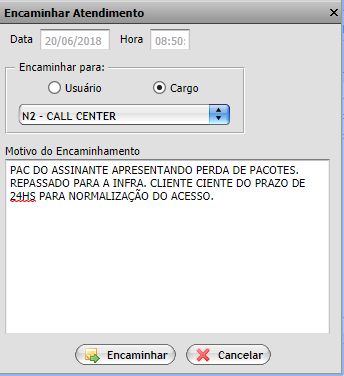 Encaminhar Atendimento
Data 20/06/2018 Hora 08:50:
Encaminhar para:
Usuário Cargo
N2 - CALL CENTER
Motivo do Encaminhamento
PAC DO ASSINANTE APRESENTANDO PERDA DE PACOTES.
REPASSADO PARA A INFRA. CLIENTE CIENTE DO PRAZO DE
24HS PARA NORMALIZAÇÃO DO ACESSO.
Encaminhar Cancelar